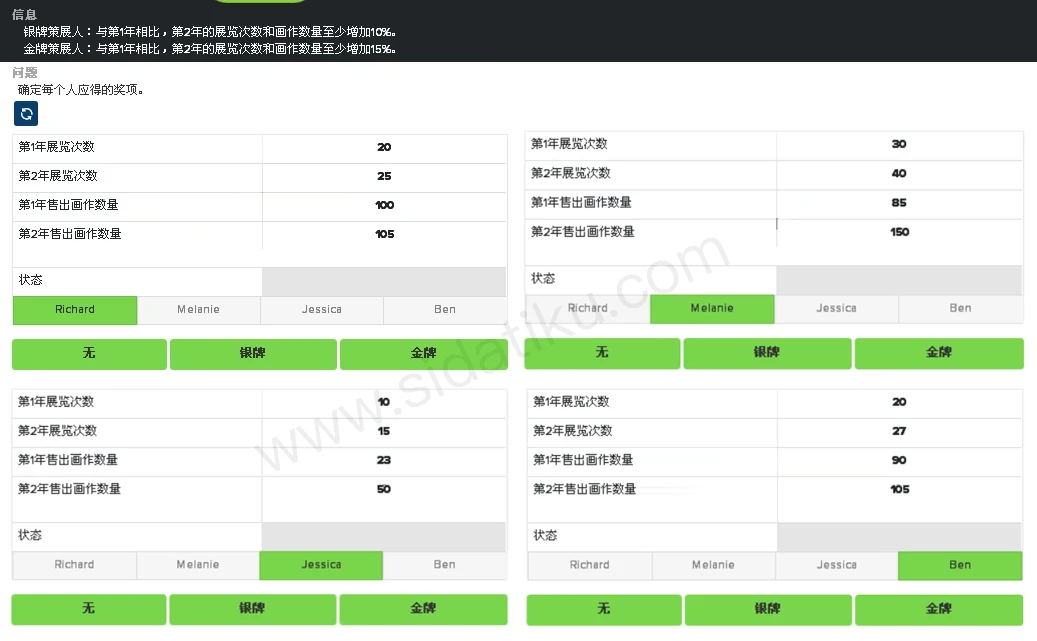 信息
银牌策展人：与第1年相比，第2年的展览次数和画作数量至少增加10%。
金牌策展人：与第1年相比，第2年的展览次数和画作数量至少增加15%。
问题
确定每个人应得的奖项。
第1年展览次数 20
第2年展览次数 25
第1年售出画作数量 100
第2年售出画作数量 105
状态
Richard Melanie Jessica Ben
无 银牌 金牌
第1年展览次数 30
第2年展览次数 40
第1年售出画作数量 85
第2年售出画作数量 150
状态
Richard Melanie Jessica Ben
无 银牌 金牌
第1年展览次数 10
第2年展览次数 15
第1年售出画作数量 23
第2年售出画作数量 50
状态
Richard Melanie Jessica Ben
无 银牌 金牌
第1年展览次数 20
第2年展览次数 27
第1年售出画作数量 90
第2年售出画作数量 105
状态
Richard Melanie Jessica Ben
无 银牌 金牌
www.sidatiku.com